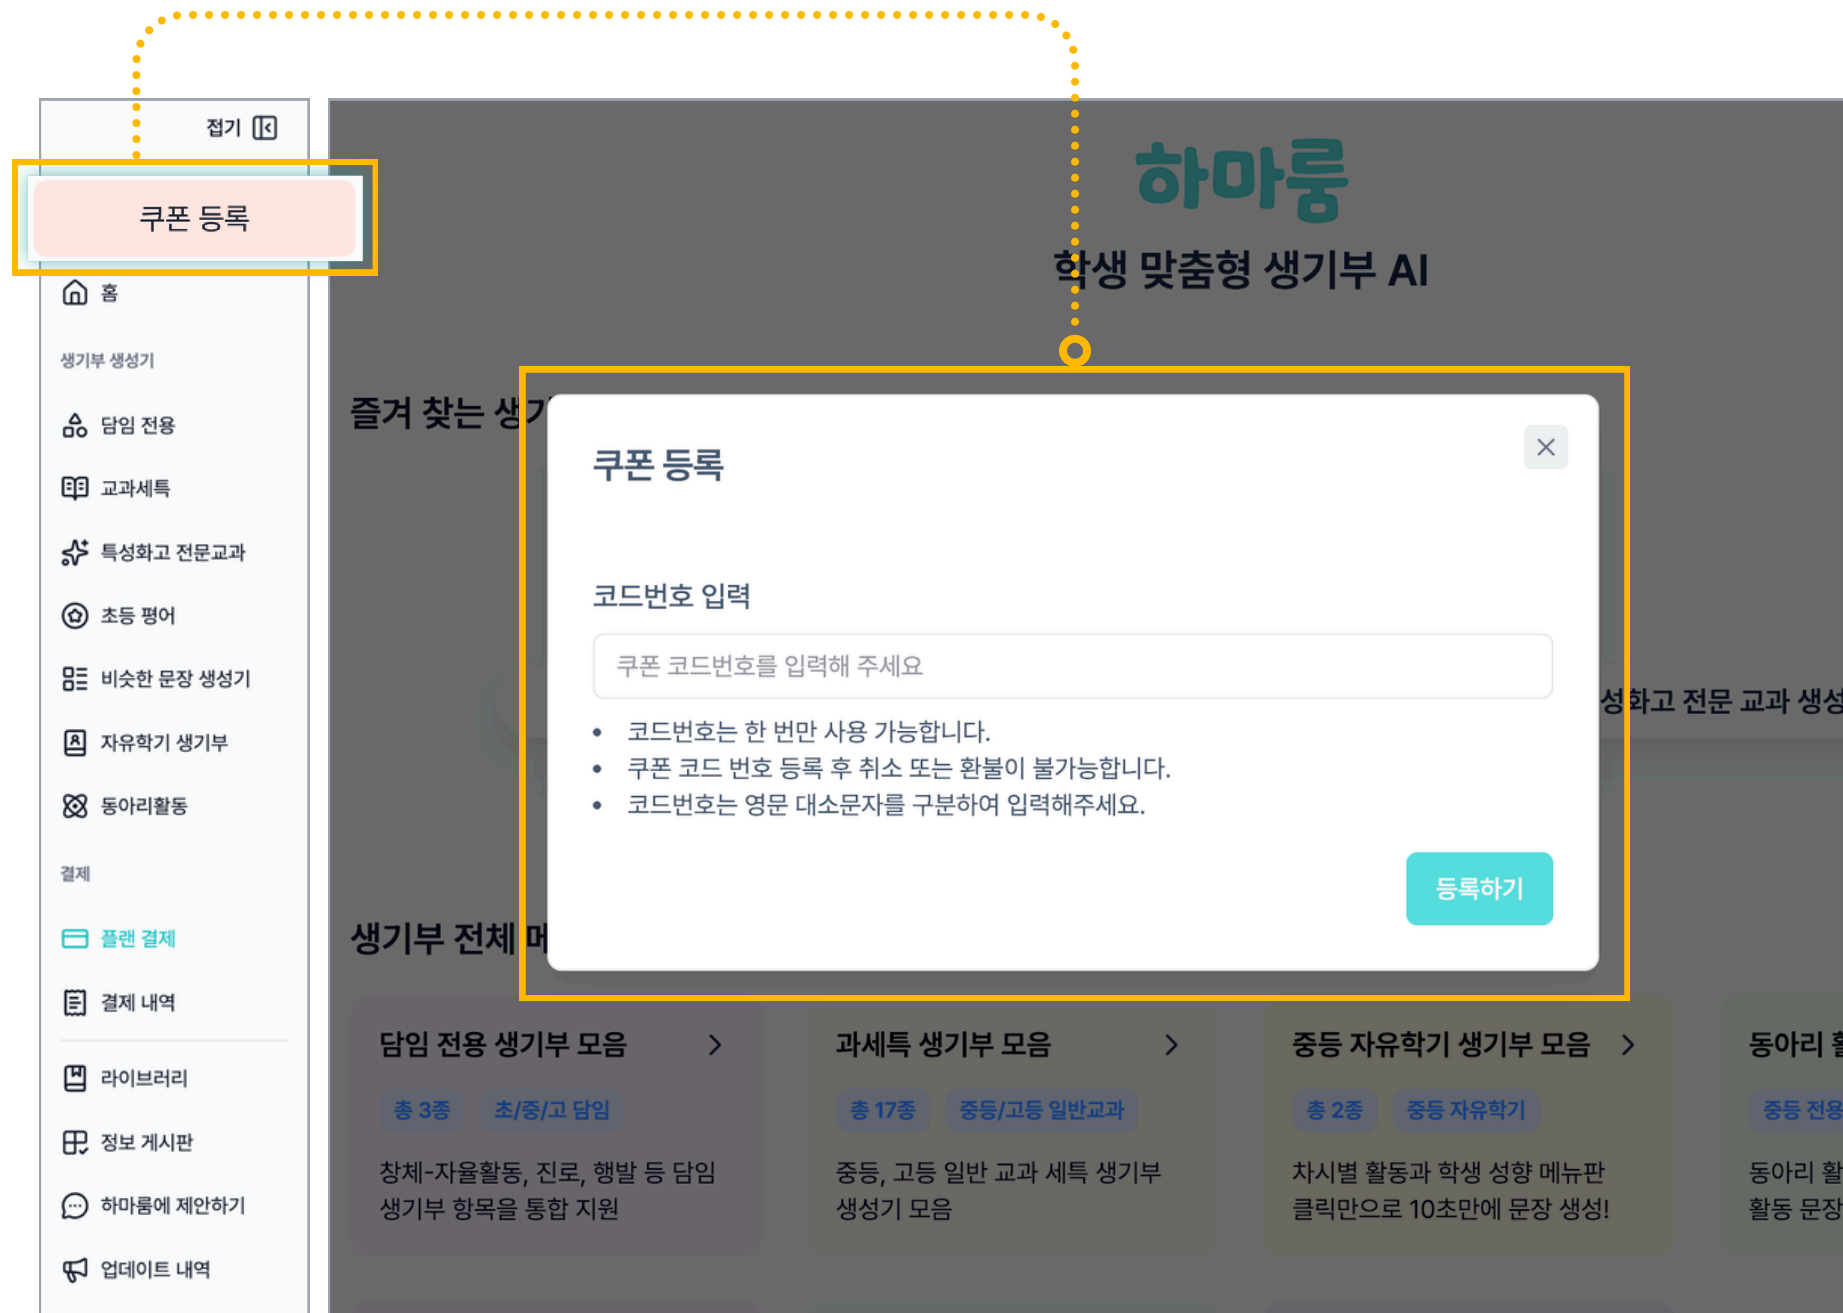 접기
쿠폰 등록
홈
생기부 생성기
담임 전용
교과세특
특성화고 전문교과
초등 평어
비슷한 문장 생성기
자유학기 생기부
동아리활동
결제
플랜 결제
결제 내역
라이브러리
정보 게시판
하마룸에 제안하기
업데이트 내역
하마룸
학생 맞춤형 생기부 AI
즐겨 찾는 생기
쿠폰 등록
코드번호 입력
쿠폰 코드번호를 입력해 주세요
• 코드번호는 한 번만 사용 가능합니다.
• 쿠폰 코드 번호 등록 후 취소 또는 환불이 불가능합니다.
• 코드번호는 영문 대소문자를 구분하여 입력해주세요.
등록하기
성화고 전문 교과 생성
생기부 전체 메
담임 전용 생기부 모음
총 3종 초/중/고 담임
창체-자율활동, 진로, 행발 등 담임
생기부 항목을 통합 지원
과세특 생기부 모음
총 17종 중등/고등 일반교과
중등, 고등 일반 교과 세특 생기부
생성기 모음
중등 자유학기 생기부 모음
총 2종 중등 자유학기
차시별 활동과 학생 성향 메뉴판
클릭만으로 10초만에 문장 생성!
동아리 활
중등 전용
동아리 활
활동 문장